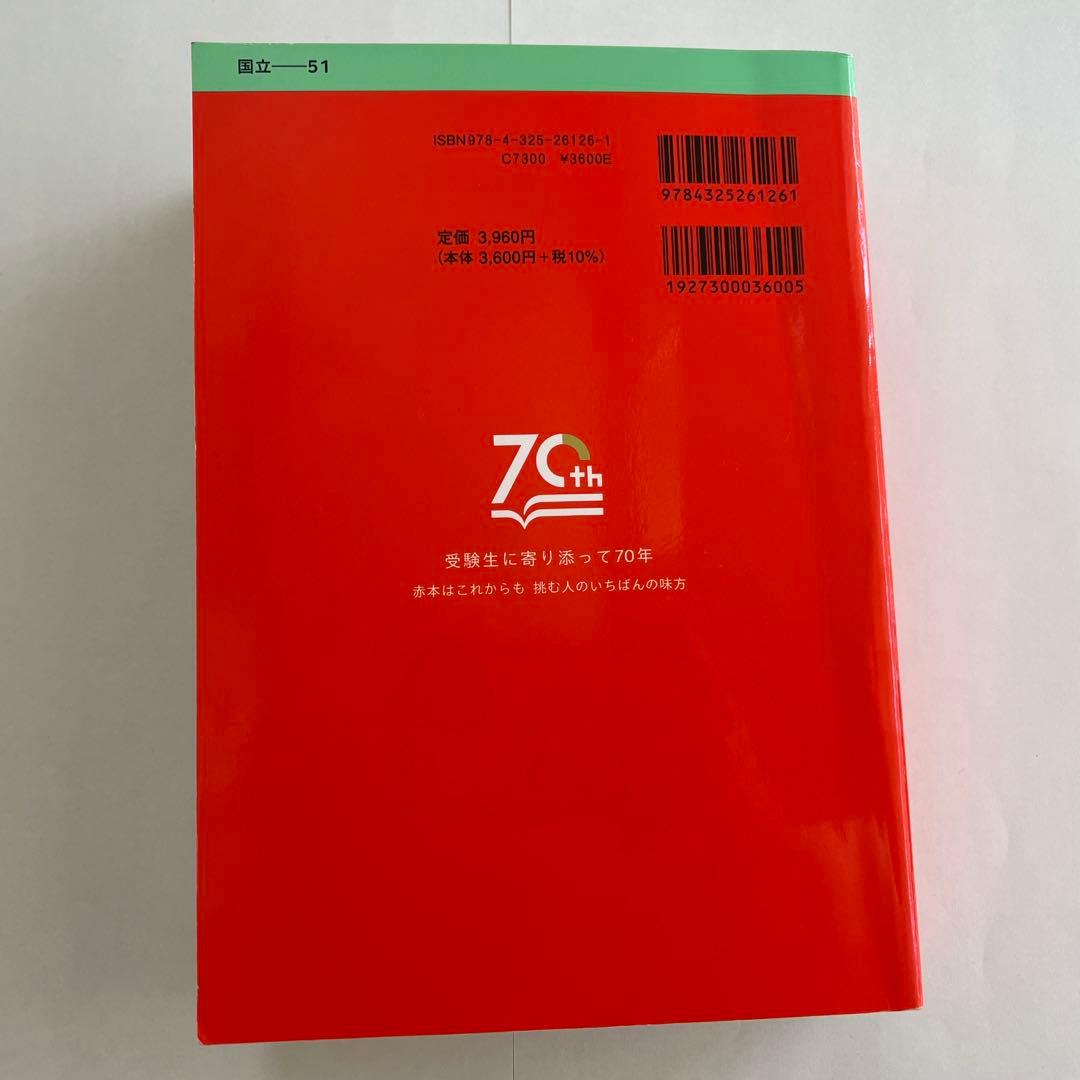 国立――51
ISBN978-4-325-26126-1
C7300 ¥3600E
9784325261261
定価 3,960円
(本体 3,600円+税10%)
1927300036005
70th
受験生に寄り添って70年
赤本はこれからも 挑む人のいちばんの味方